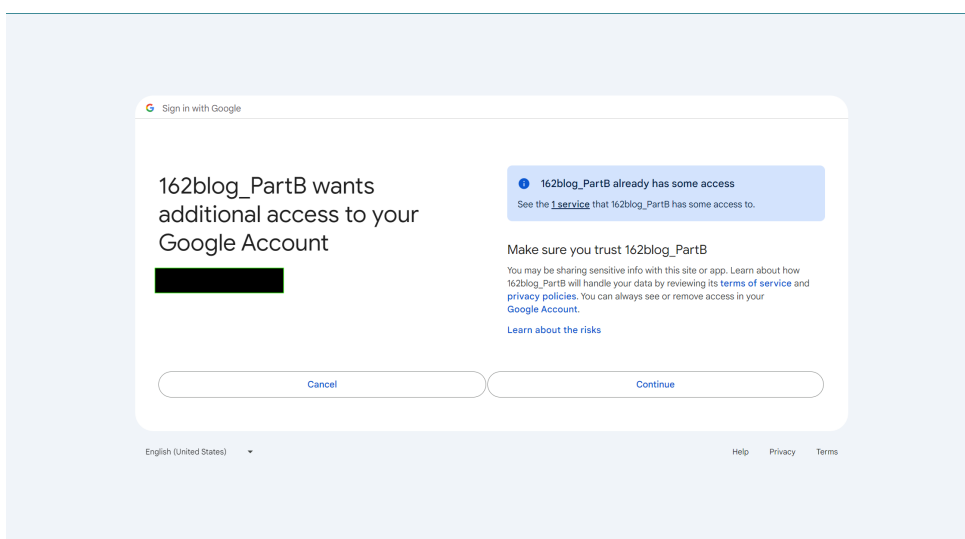 Sign in with Google
162blog_PartB wants
additional access to your
Google Account
162blog_PartB already has some access
See the 1 service that 162blog_PartB has some access to.
Make sure you trust 162blog_PartB
You may be sharing sensitive info with this site or app. Learn about how
162blog_PartB will handle your data by reviewing its terms of service and
privacy policies. You can always see or remove access in your
Google Account.
Learn about the risks
Cancel
Continue
English (United States)
Help Privacy Terms